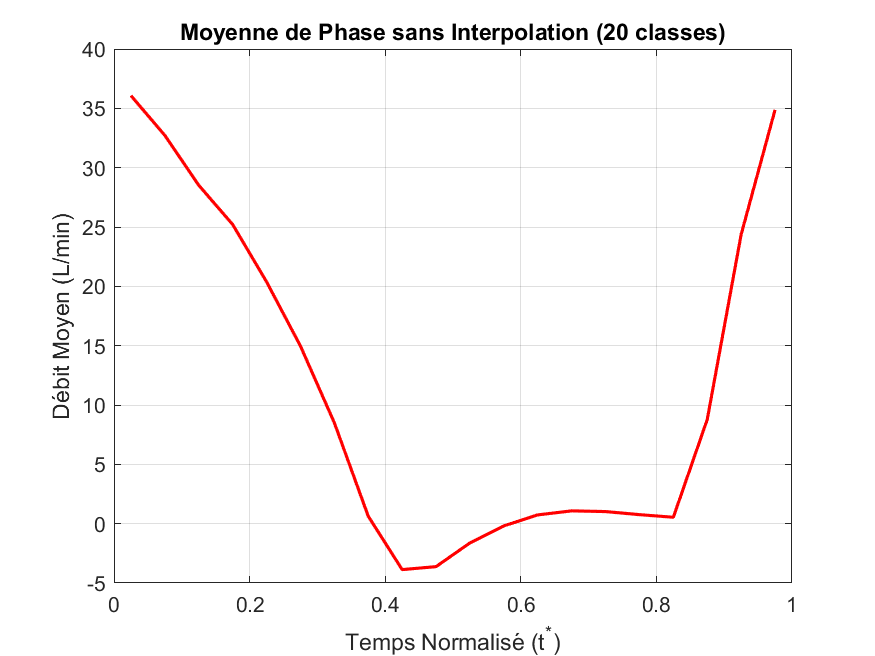 Moyenne de Phase sans Interpolation (20 classes)
40
35
30
25
20
15
10
5
0
-5
Débit Moyen (L/min)
0 0.2 0.4 0.6 0.8 1
Temps Normalisé (t*)